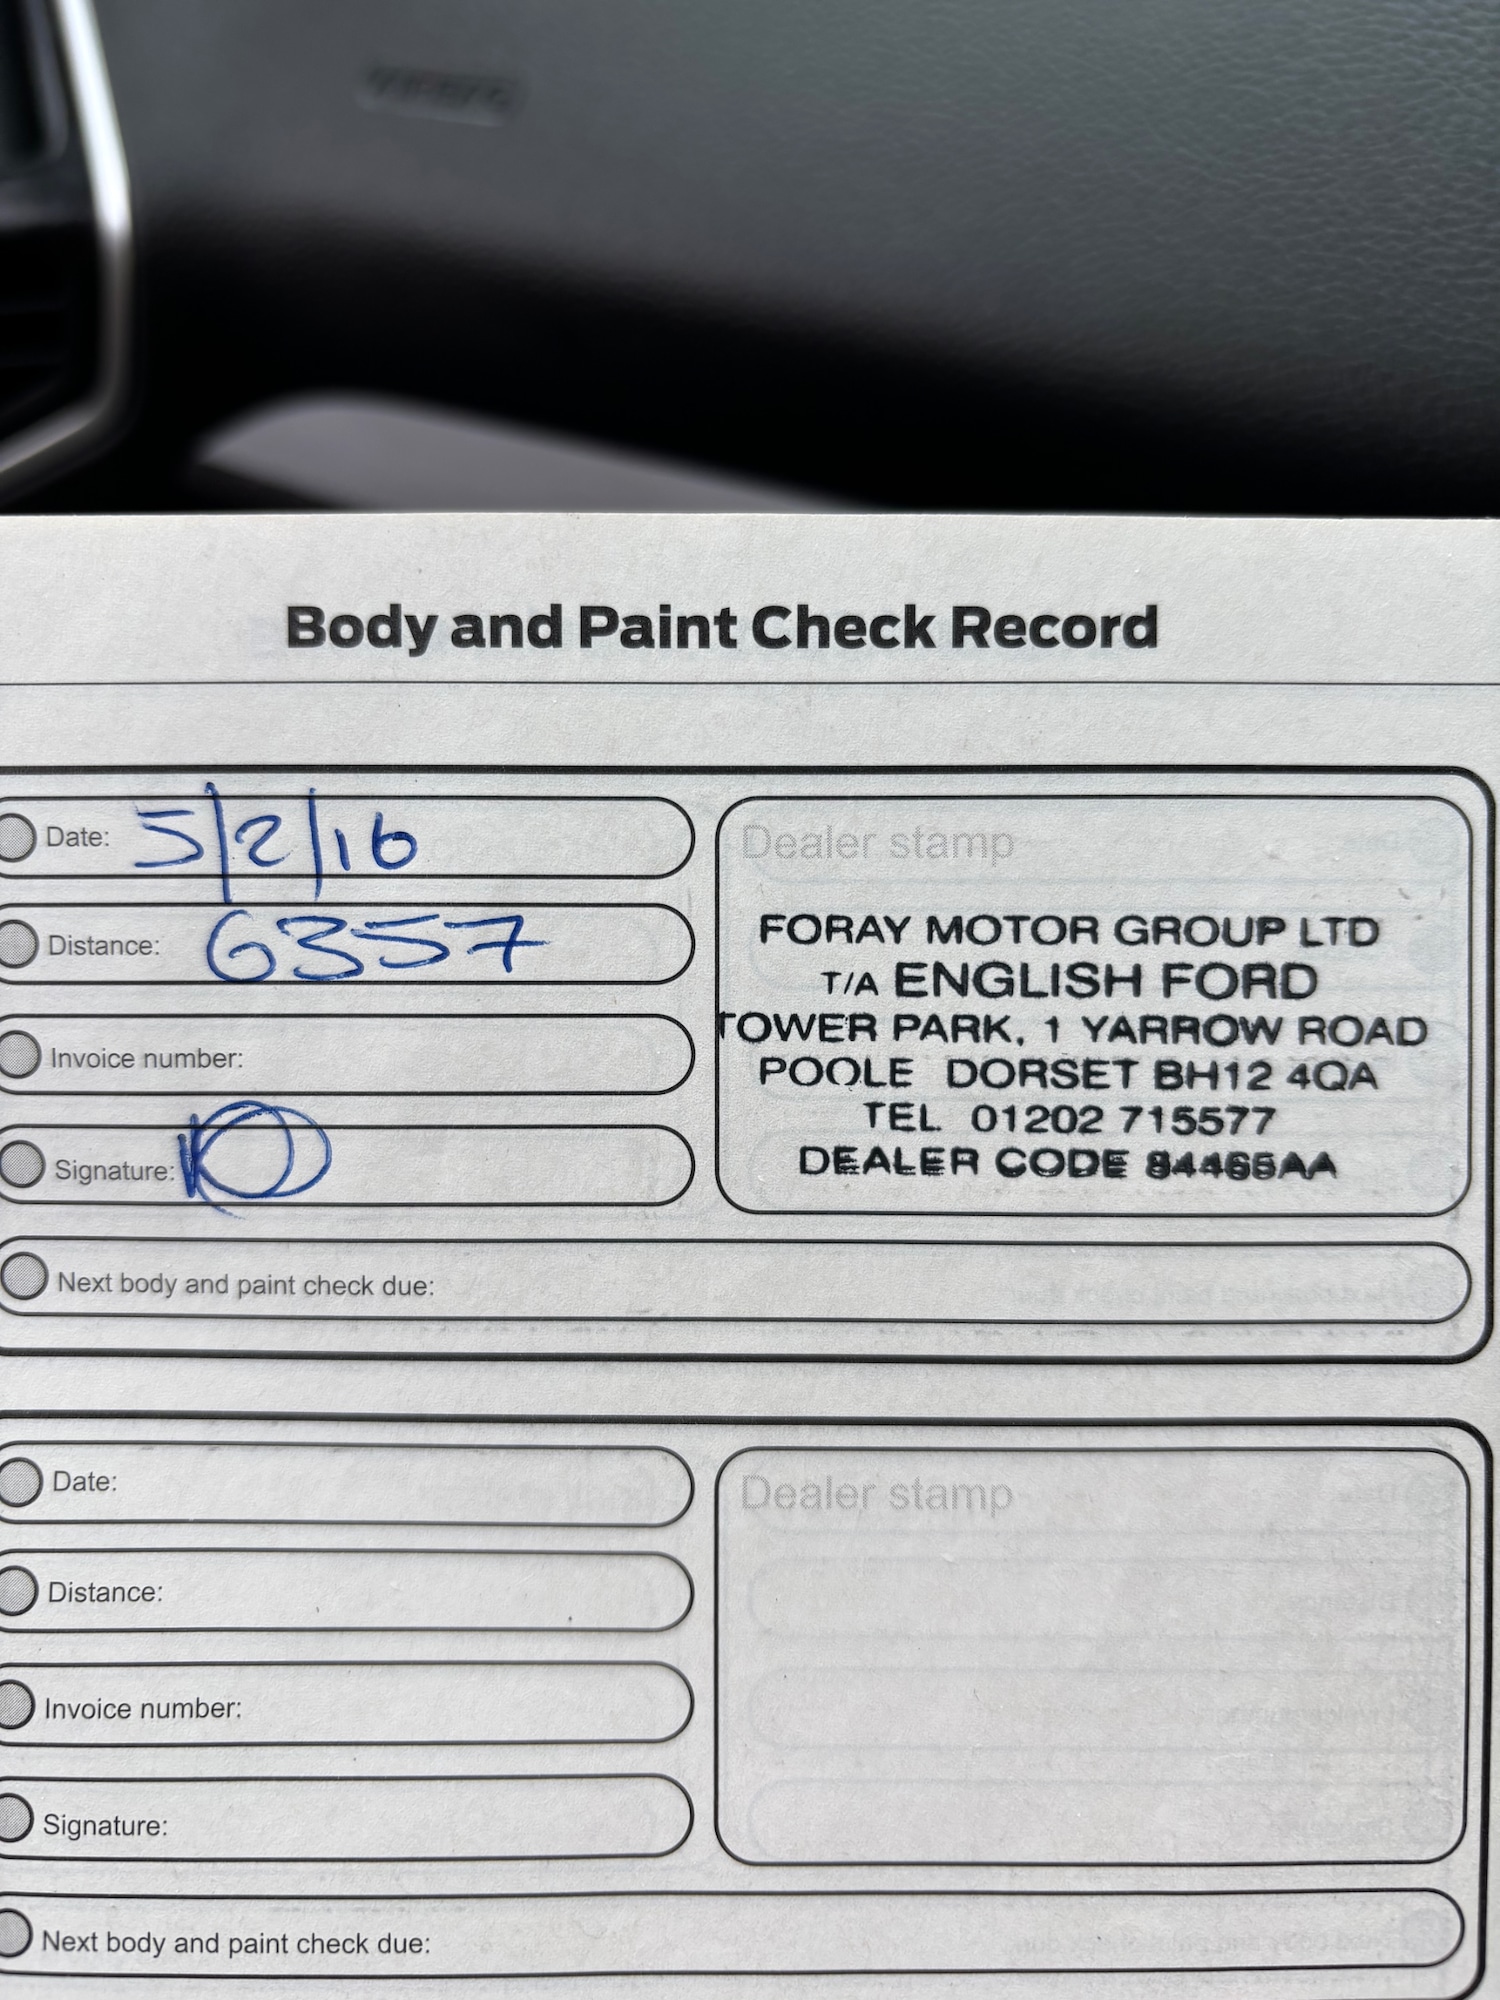 Body and Paint Check Record
Date: 5/2/16
Distance: 6357
Invoice number:
Signature:
Dealer stamp
FORAY MOTOR GROUP LTD
T/A ENGLISH FORD
TOWER PARK, 1 YARROW ROAD
POOLE DORSET BH12 4QA
TEL 01202 715577
DEALER CODE
Next body and paint check due:
Date:
Distance:
Invoice number:
Signature:
Dealer stamp
Next body and paint check due: